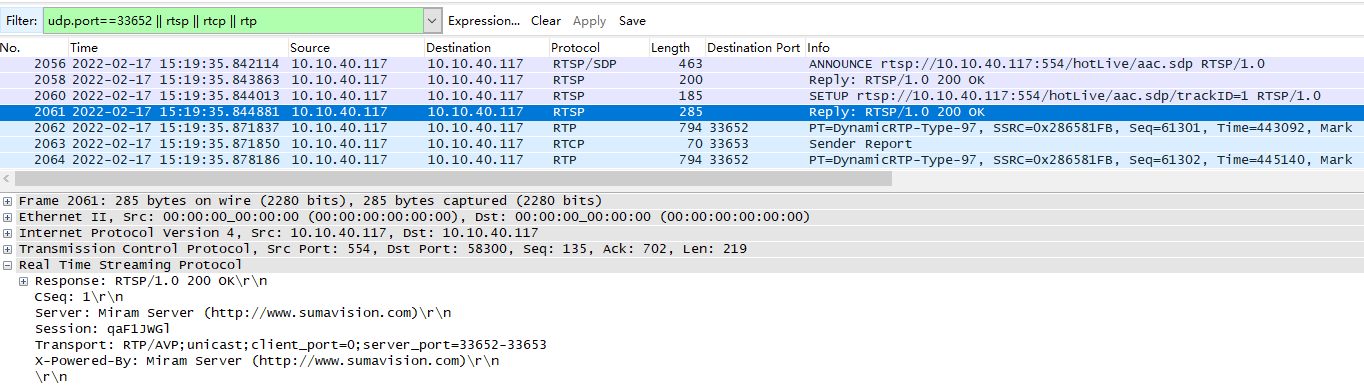 Filter: udp.port==33652 || rtsp || rtcp || rtp Expression... Clear Apply Save
No. Time Source Destination Protocol Length Destination Port Info
2056 2022-02-17 15:19:35.842114 10.10.40.117 10.10.40.117 RTSP/SDP 463 ANNOUNCE rtsp://10.10.40.117:554/hotLive/aac.sdp RTSP/1.0
2058 2022-02-17 15:19:35.843863 10.10.40.117 10.10.40.117 RTSP 200 Reply: RTSP/1.0 200 OK
2060 2022-02-17 15:19:35.844013 10.10.40.117 10.10.40.117 RTSP 185 SETUP rtsp://10.10.40.117:554/hotLive/aac.sdp/trackID=1 RTSP/1.0
2061 2022-02-17 15:19:35.844881 10.10.40.117 10.10.40.117 RTSP 285 Reply: RTSP/1.0 200 OK
2062 2022-02-17 15:19:35.871837 10.10.40.117 10.10.40.117 RTP 794 33652 PT=DynamicRTP-Type-97, SSRC=0x286581FB, Seq=61301, Time=443092, Mark
2063 2022-02-17 15:19:35.871850 10.10.40.117 10.10.40.117 RTCP 70 33653 Sender Report
2064 2022-02-17 15:19:35.878186 10.10.40.117 10.10.40.117 RTP 794 33652 PT=DynamicRTP-Type-97, SSRC=0x286581FB, Seq=61302, Time=445140, Mark
Frame 2061: 285 bytes on wire (2280 bits), 285 bytes captured (2280 bits)
Ethernet II, Src: 00:00:00_00:00:00 (00:00:00:00:00:00), Dst: 00:00:00_00:00:00 (00:00:00:00:00:00)
Internet Protocol Version 4, Src: 10.10.40.117, Dst: 10.10.40.117
Transmission Control Protocol, Src Port: 554, Dst Port: 58300, Seq: 135, Ack: 702, Len: 219
Real Time Streaming Protocol
Response: RTSP/1.0 200 OK\r\n
CSeq: 1\r\n
Server: Miram Server (http://www.sumavision.com)\r\n
Session: qaF1JWGl
Transport: RTP/AVP;unicast;client_port=0;server_port=33652-33653
X-Powered-By: Miram Server (http://www.sumavision.com)\r\n
\r\n